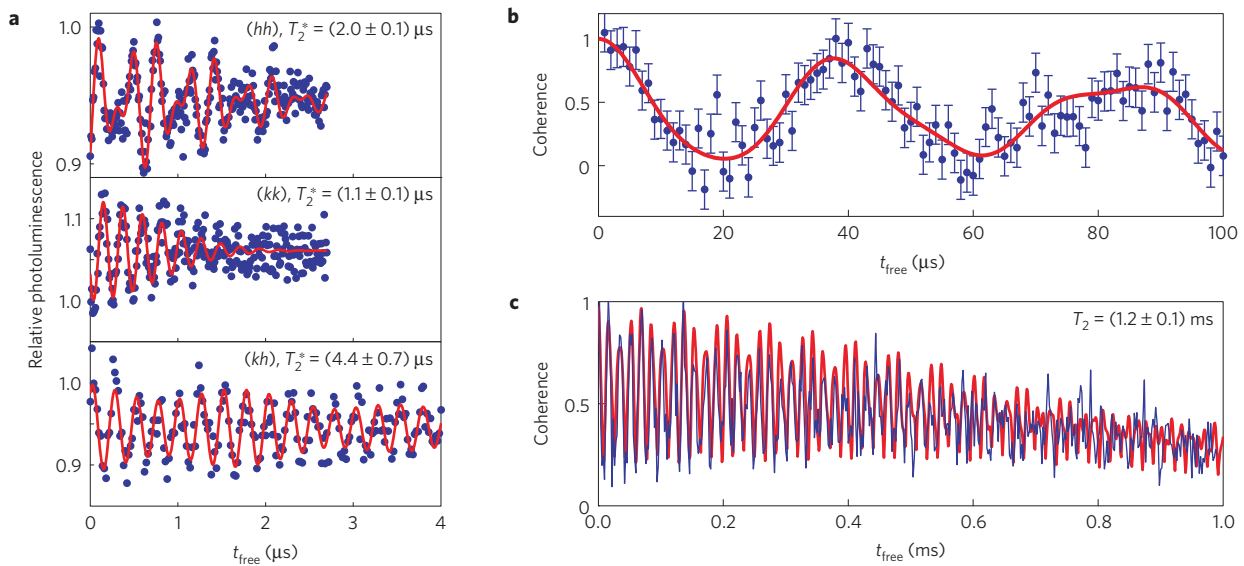 a
(hh), T₂* = (2.0 ± 0.1) μs
1.0
0.9
(kk), T₂* = (1.1 ± 0.1) μs
1.1
1.0
(kh), T₂* = (4.4 ± 0.7) μs
1.0
0.9
0 1 2 3 4
t_free (μs)
Relative photoluminescence
b
1
0.5
0
Coherence
0 20 40 60 80 100
t_free (μs)
c
T₂ = (1.2 ± 0.1) ms
1
0.5
0
Coherence
0.0 0.2 0.4 0.6 0.8 1.0
t_free (ms)